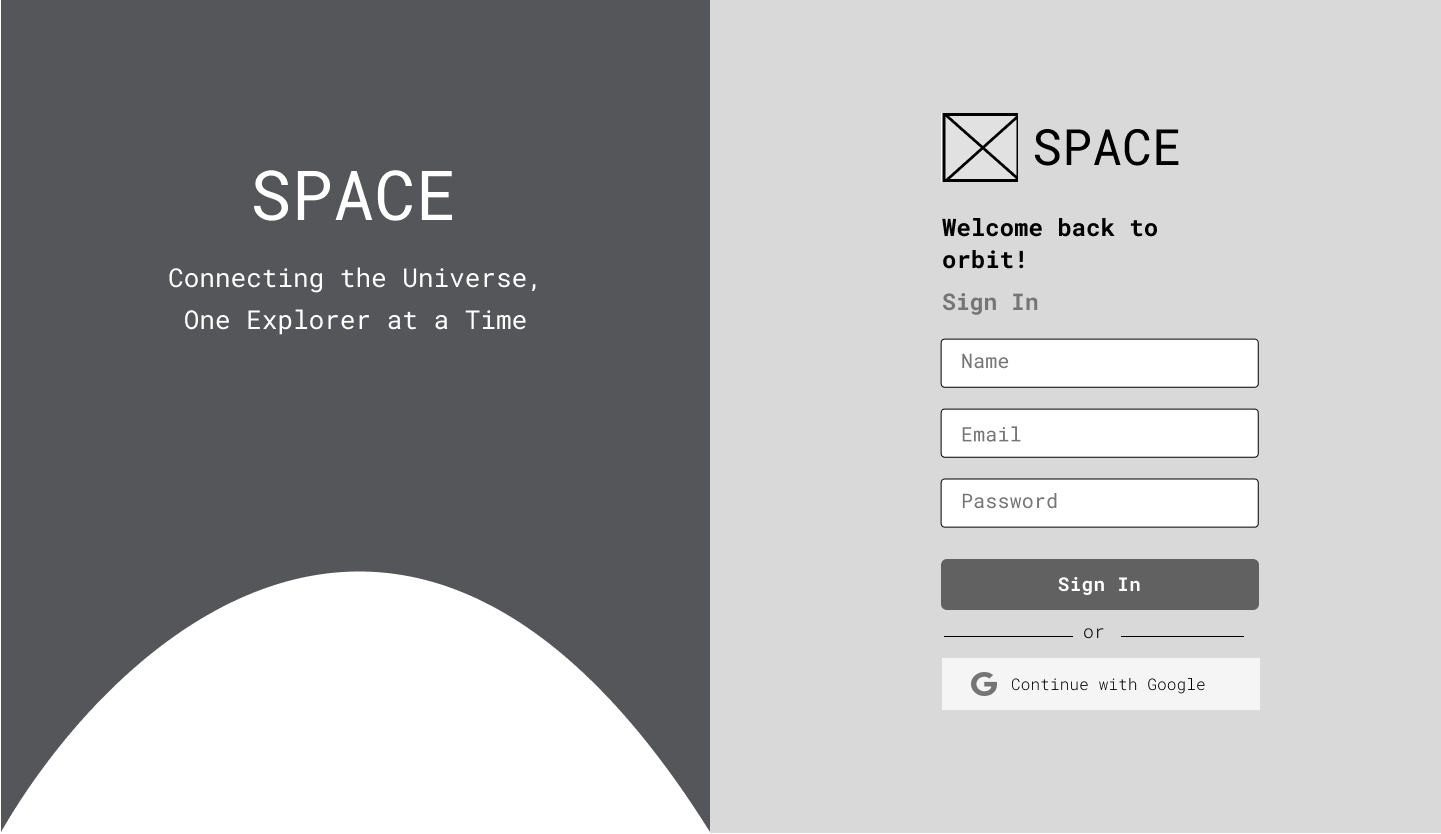 SPACE
Connecting the Universe,
One Explorer at a Time
SPACE
Welcome back to
orbit!
Sign In
Name
Email
Password
Sign In
or
Continue with Google